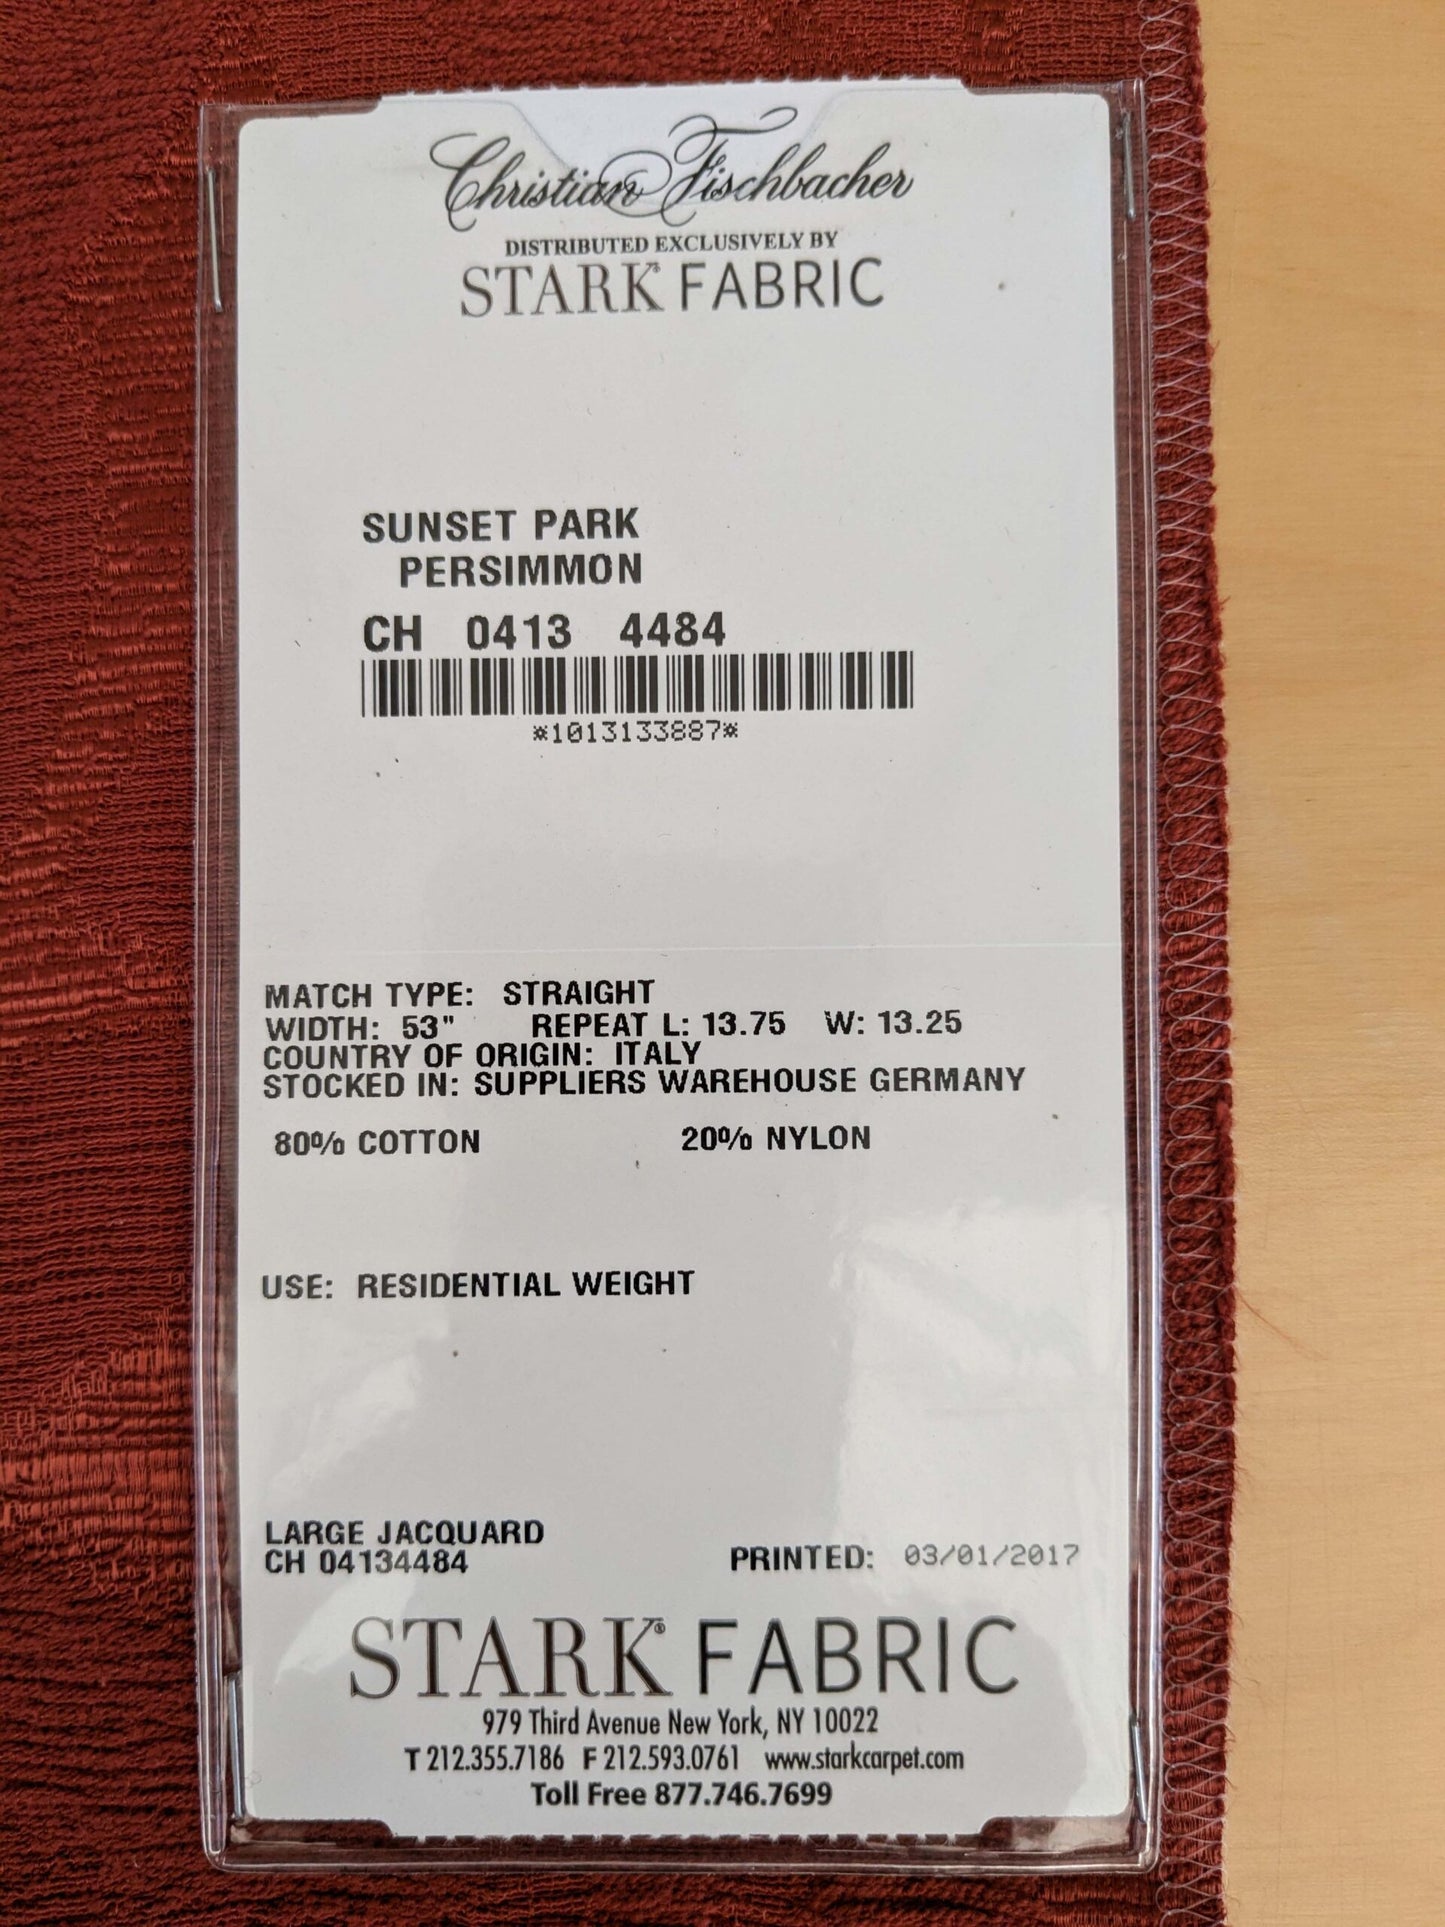 Christian Fischbacher
DISTRIBUTED EXCLUSIVELY BY
STARK® FABRIC
SUNSET PARK
PERSIMMON
CH 0413 4484
*1013133887*
MATCH TYPE: STRAIGHT
WIDTH: 53" REPEAT L: 13.75 W: 13.25
COUNTRY OF ORIGIN: ITALY
STOCKED IN: SUPPLIERS WAREHOUSE GERMANY
80% COTTON 20% NYLON
USE: RESIDENTIAL WEIGHT
LARGE JACQUARD
CH 04134484 PRINTED: 03/01/2017
STARK® FABRIC
979 Third Avenue New York, NY 10022
T 212.355.7186 F 212.593.0761 www.starkcarpet.com
Toll Free 877.746.7699